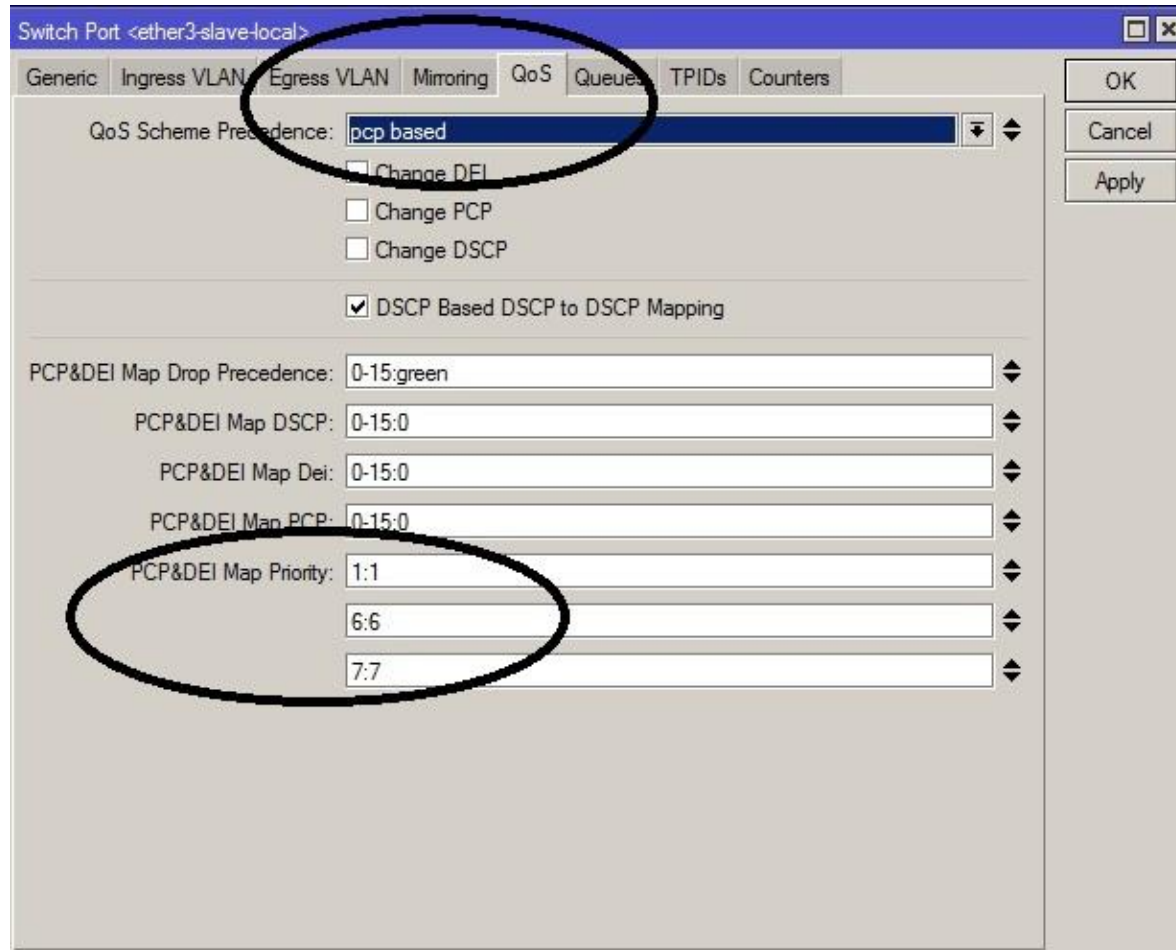 Switch Port <ether3-slave-local>
Generic Ingress VLAN Egress VLAN Mirroring QoS Queues TPIDs Counters
OK
QoS Scheme Precedence: pcp based
Cancel
Change DEI
Apply
Change PCP
Change DSCP
DSCP Based DSCP to DSCP Mapping
PCP&DEI Map Drop Precedence: 0-15:green
PCP&DEI Map DSCP: 0-15:0
PCP&DEI Map Dei: 0-15:0
PCP&DEI Map PCP: 0-15:0
PCP&DEI Map Priority: 1:1
6:6
7:7